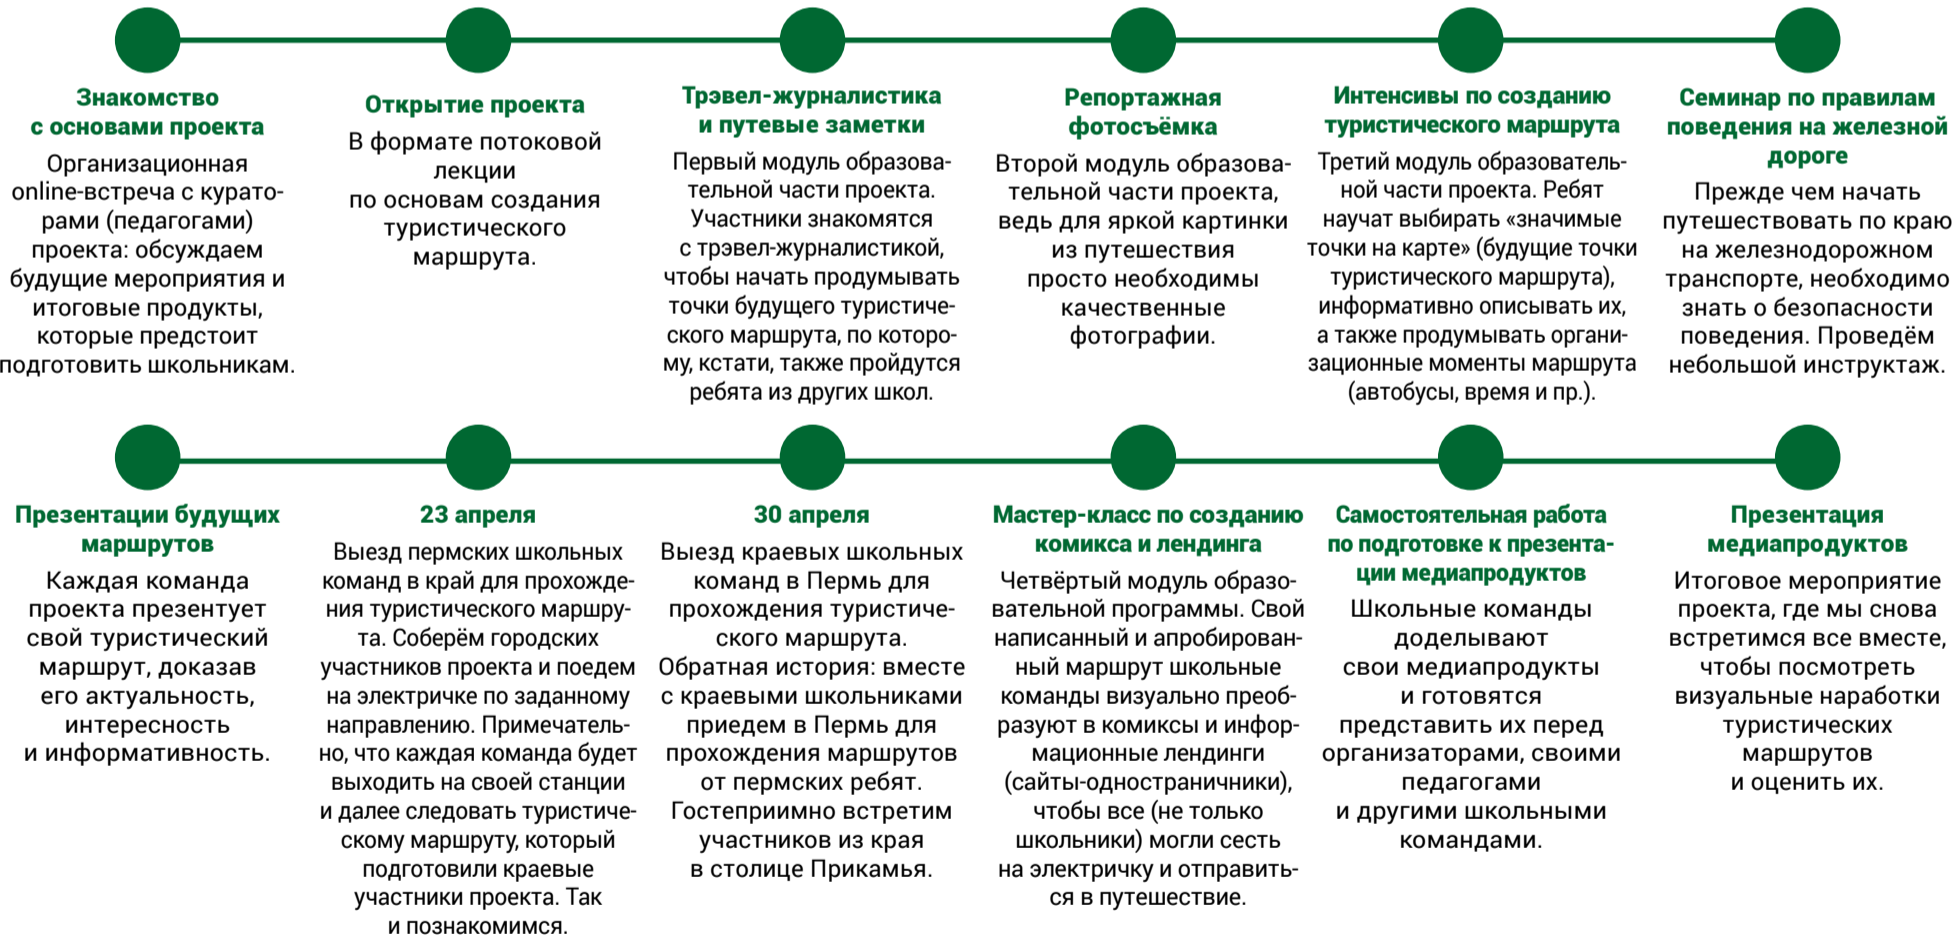 Знакомство
с основами проекта
Организационная
online-встреча с курато-
рами (педагогами)
проекта: обсуждаем
будущие мероприятия и
итоговые продукты,
которые предстоит
подготовить школьникам.
Открытие проекта
В формате потоковой
лекции
по основам создания
туристического
маршрута.
Трэвел-журналистика
и путевые заметки
Первый модуль образова-
тельной части проекта.
Участники знакомятся
с трэвел-журналистикой,
чтобы начать продумывать
точки будущего туристиче-
ского маршрута, по которо-
му, кстати, также пройдутся
ребята из других школ.
Репортажная
фотосъёмка
Второй модуль образова-
тельной части проекта,
ведь для яркой картинки
из путешествия
просто необходимы
качественные
фотографии.
Интенсивы по созданию
туристического маршрута
Третий модуль образователь-
ной части проекта. Ребят
научат выбирать «значимые
точки на карте» (будущие точки
туристического маршрута),
информативно описывать их,
а также продумывать органи-
зационные моменты маршрута
(автобусы, время и пр.).
Семинар по правилам
поведения на железной
дороге
Прежде чем начать
путешествовать по краю
на железнодорожном
транспорте, необходимо
знать о безопасности
поведения. Проведём
небольшой инструктаж.
Презентации будущих
маршрутов
Каждая команда
проекта презентует
свой туристический
маршрут, доказав
его актуальность,
интересность
и информативность.
23 апреля
Выезд пермских школьных
команд в край для прохожде-
ния туристического маршру-
та. Соберём городских
участников проекта и поедем
на электричке по заданному
направлению. Примечатель-
но, что каждая команда будет
выходить на своей станции
и далее следовать туристиче-
скому маршруту, который
подготовили краевые
участники проекта. Так
и познакомимся.
30 апреля
Выезд краевых школьных
команд в Пермь для
прохождения туристиче-
ского маршрута.
Обратная история: вместе
с краевыми школьниками
приедем в Пермь для
прохождения маршрутов
от пермских ребят.
Гостеприимно встретим
участников из края
в столице Прикамья.
Мастер-класс по созданию
комикса и лендинга
Четвёртый модуль образо-
вательной программы. Свой
написанный и апробирован-
ный маршрут школьные
команды визуально преоб-
разуют в комиксы и инфор-
мационные лендинги
(сайты-одностраничники),
чтобы все (не только
школьники) могли сесть
на электричку и отправить-
ся в путешествие.
Самостоятельная работа
по подготовке к презента-
ции медиапродуктов
Школьные команды
доделывают
свои медиапродукты
и готовятся
представить их перед
организаторами, своими
педагогами
и другими школьными
командами.
Презентация
медиапродуктов
Итоговое мероприятие
проекта, где мы снова
встретимся все вместе,
чтобы посмотреть
визуальные наработки
туристических
маршрутов
и оценить их.